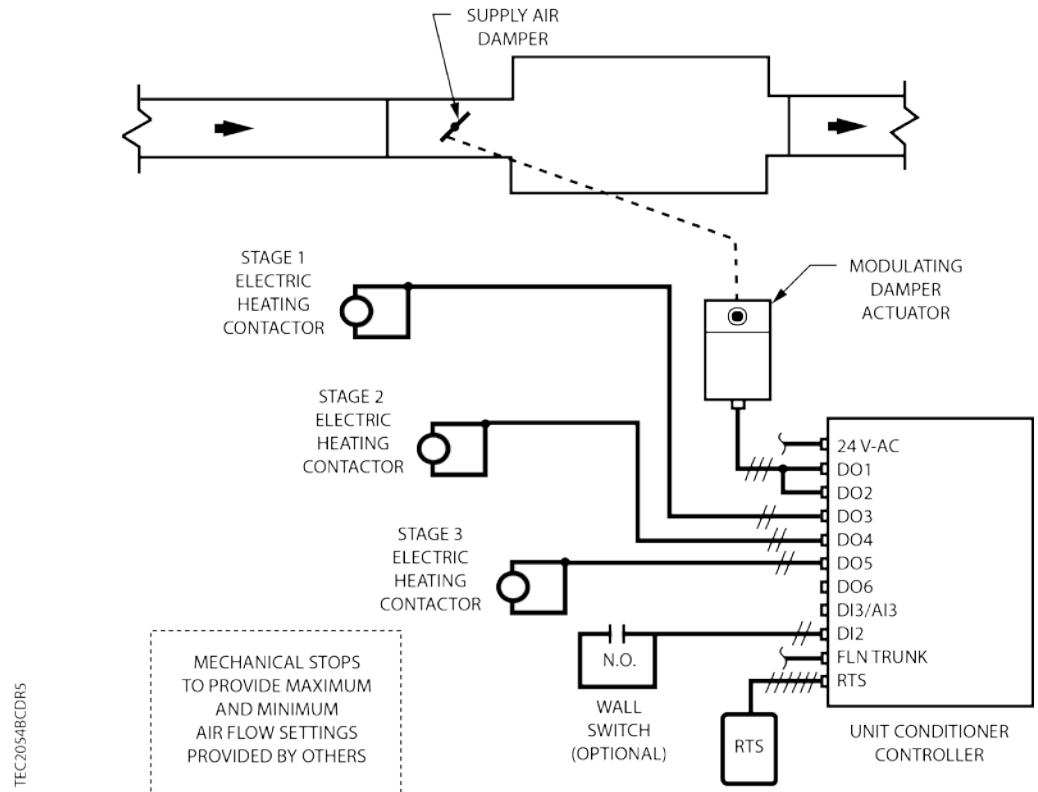 SUPPLY AIR
DAMPER
STAGE 1
ELECTRIC
HEATING
CONTACTOR
MODULATING
DAMPER
ACTUATOR
STAGE 2
ELECTRIC
HEATING
CONTACTOR
24 V-AC
DO1
DO2
DO3
DO4
DO5
DO6
DI3/AI3
DI2
FLN TRUNK
RTS
STAGE 3
ELECTRIC
HEATING
CONTACTOR
N.O.
WALL
SWITCH
(OPTIONAL)
RTS
UNIT CONDITIONER
CONTROLLER
MECHANICAL STOPS
TO PROVIDE MAXIMUM
AND MINIMUM
AIR FLOW SETTINGS
PROVIDED BY OTHERS
TEC2054BCDR5